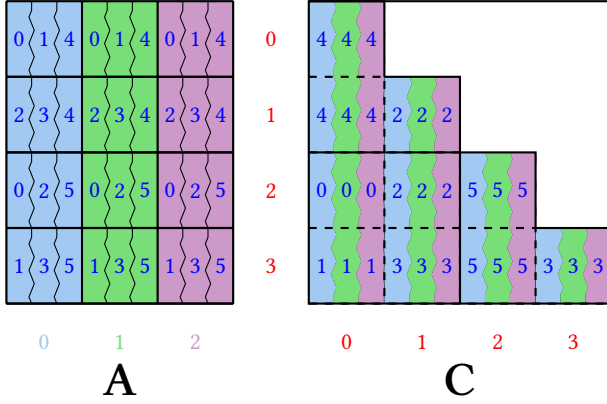 0 1 4 0 1 4 0 1 4 0 4 4 4
2 3 4 2 3 4 2 3 4 1 4 4 4 2 2 2
0 2 5 0 2 5 0 2 5 2 0 0 0 2 2 2 5 5 5
1 3 5 1 3 5 1 3 5 3 1 1 1 3 3 3 5 5 5 3 3 3
0 1 2 0 1 2 3
A C